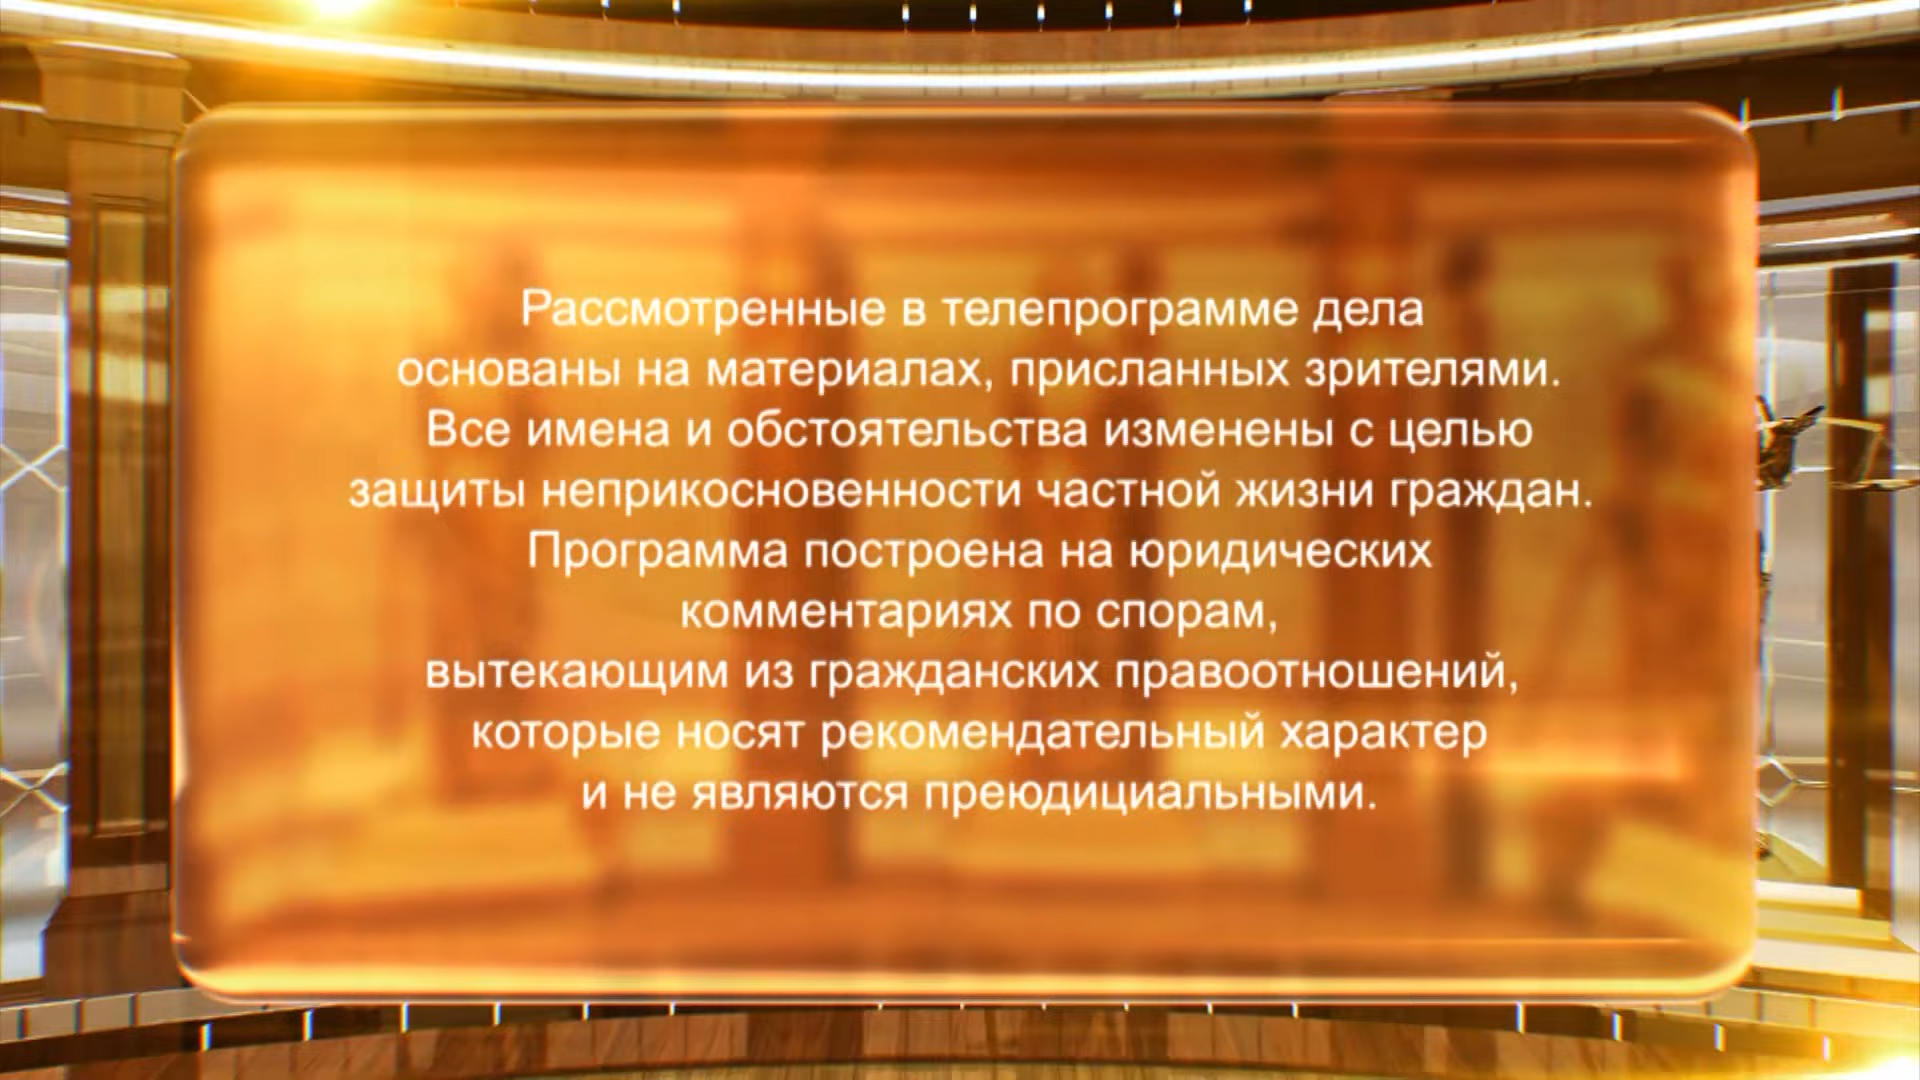 Рассмотренные в телепрограмме дела
основаны на материалах, присланных зрителями.
Все имена и обстоятельства изменены с целью
защиты неприкосновенности частной жизни граждан.
Программа построена на юридических
комментариях по спорам,
вытекающим из гражданских правоотношений,
которые носят рекомендательный характер
и не являются преюдициальными.